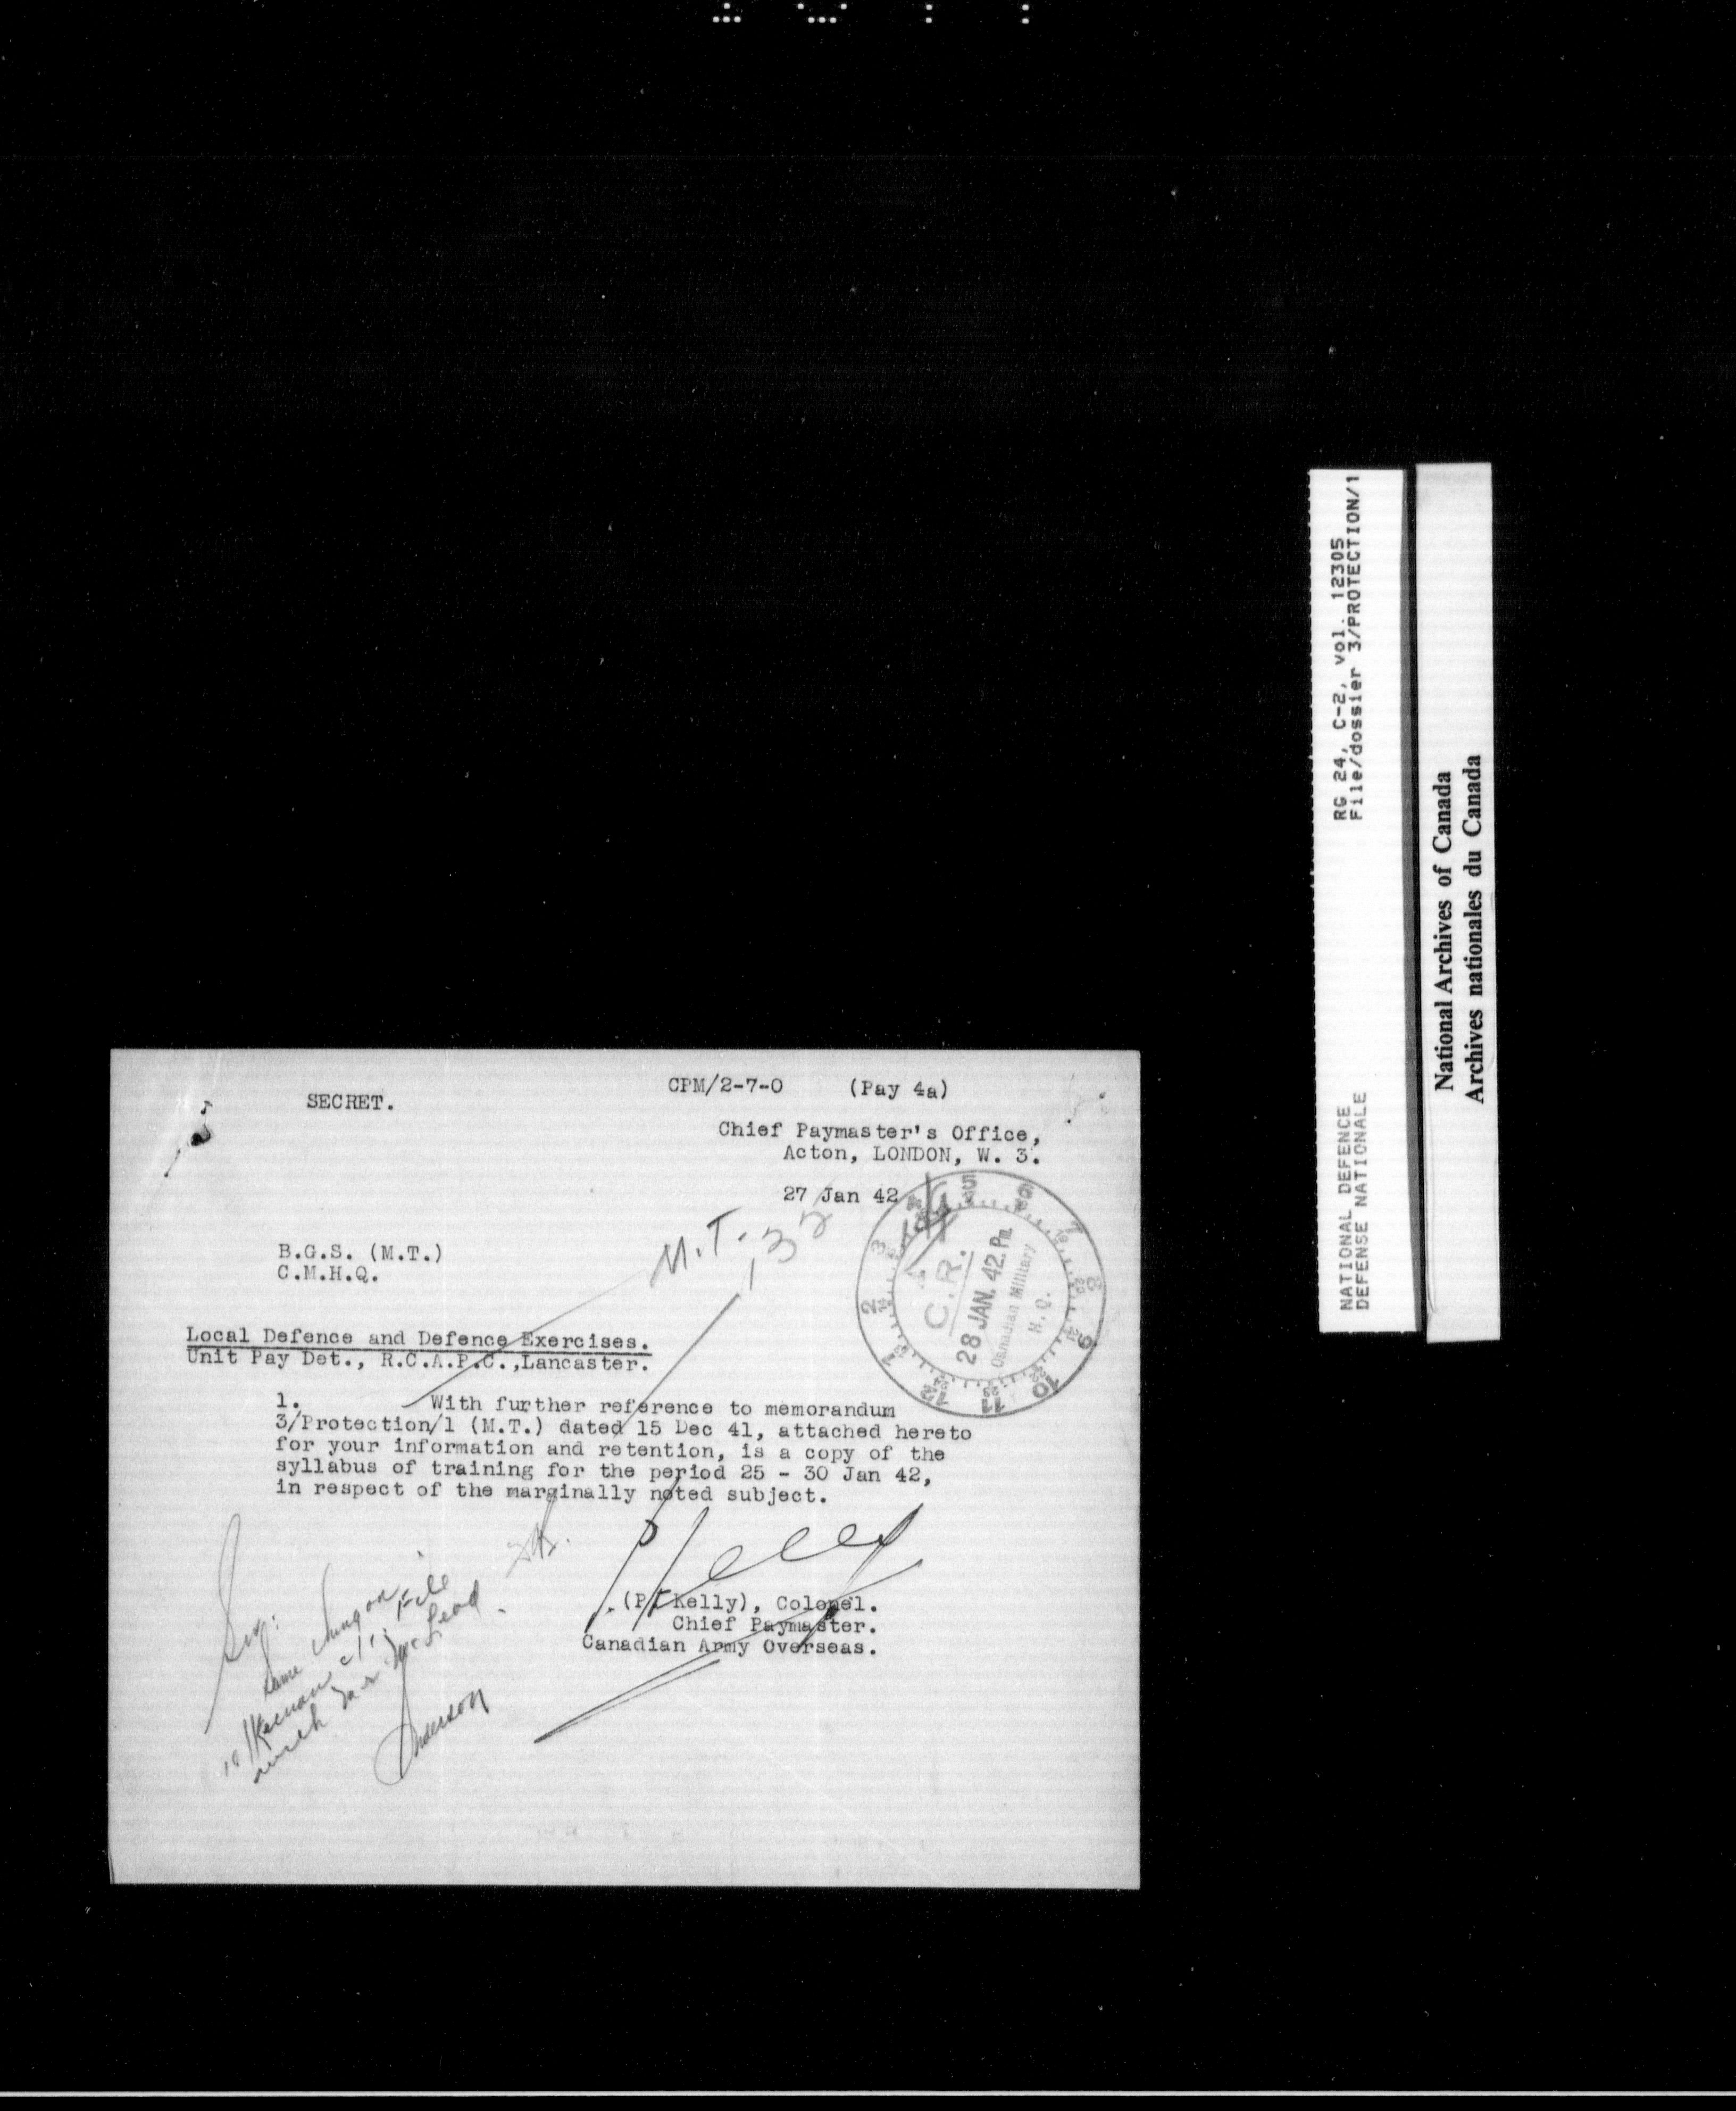 SECRET.
CPM/2-7-0 (Pay 4a)
Chief Paymaster's Office,
Acton, LONDON, W. 3.
27 Jan 42
B.G.S. (M.T.)
C.M.H.Q.
M.T.
132
C.R.
28 JAN. 42. Pm
Canadian Military
H.Q.
Local Defence and Defence Exercises.
Unit Pay Det., R.C.A.P.C., Lancaster.
1. With further reference to memorandum
3/Protection/1 (M.T.) dated 15 Dec 41, attached hereto
for your information and retention, is a copy of the
syllabus of training for the period 25 - 30 Jan 42,
in respect of the marginally noted subject.
Kelly
(P. Kelly), Colonel.
Chief Paymaster.
Canadian Army Overseas.
File
Anderson
RG 24, C-2, vol. 12305
File/dossier 3/PROTECTION/1
NATIONAL DEFENCE
DEFENSE NATIONALE
National Archives of Canada
Archives nationales du Canada